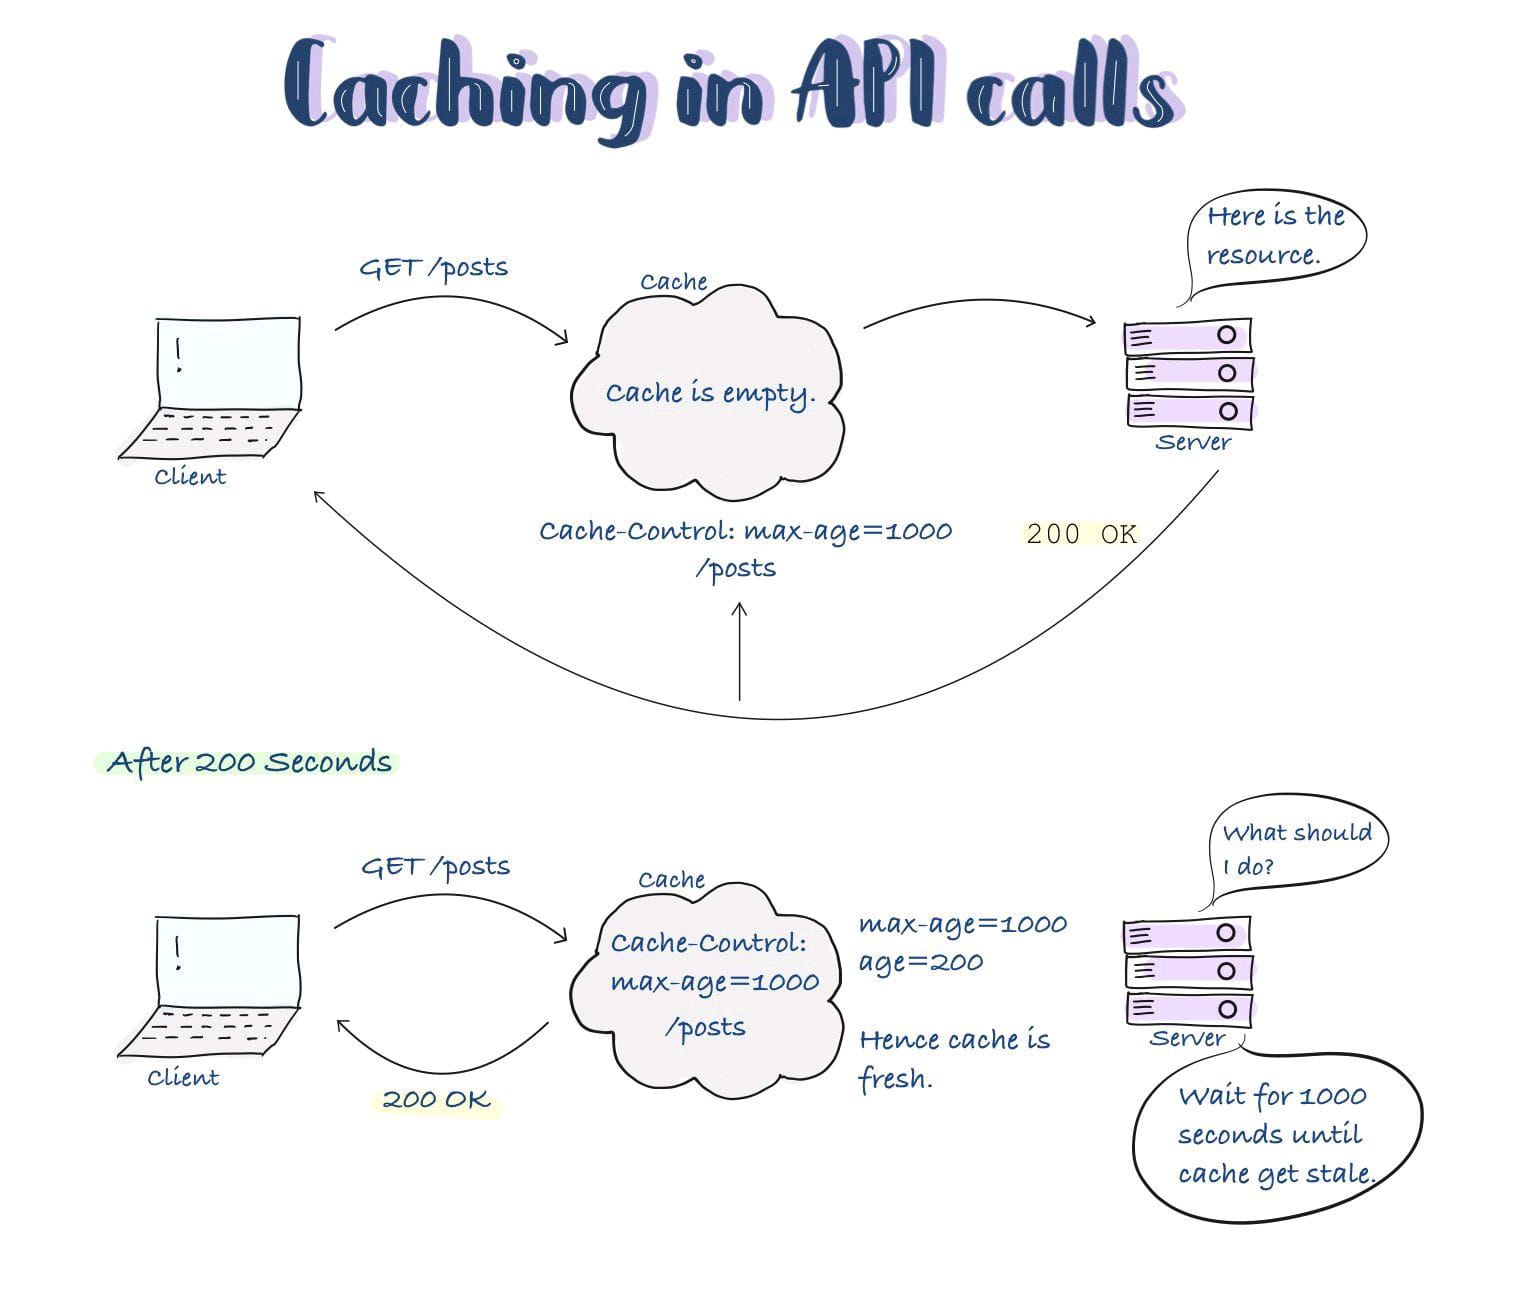 Caching in API calls
Here is the
resource.
GET /posts
Cache
Cache is empty.
Client
Server
Cache-Control: max-age=1000
/posts
200 OK
After 200 Seconds
What should
I do?
GET /posts
Cache
Cache-Control:
max-age=1000
/posts
max-age=1000
age=200
Hence cache is
fresh.
Client
200 OK
Server
Wait for 1000
seconds until
cache get stale.